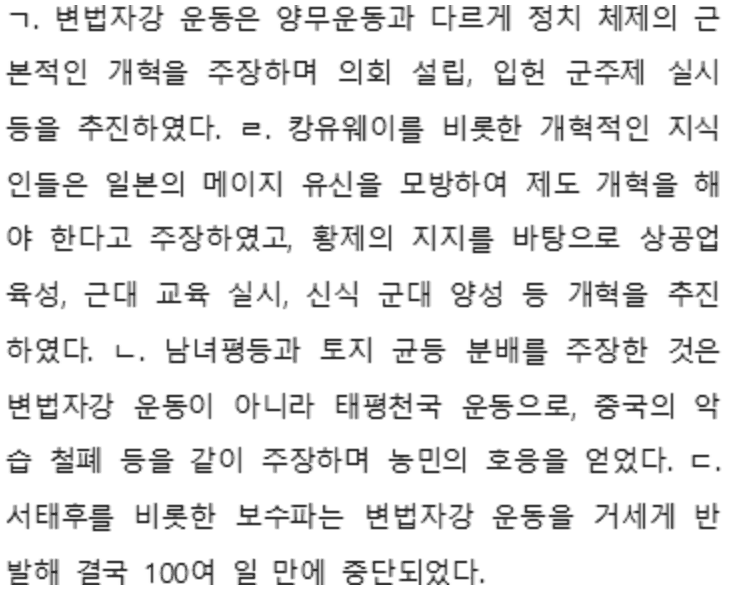 ㄱ. 변법자강 운동은 양무운동과 다르게 정치 체제의 근
본적인 개혁을 주장하며 의회 설립, 입헌 군주제 실시
등을 추진하였다. ㄹ. 캉유웨이를 비롯한 개혁적인 지식
인들은 일본의 메이지 유신을 모방하여 제도 개혁을 해
야 한다고 주장하였고, 황제의 지지를 바탕으로 상공업
육성, 근대 교육 실시, 신식 군대 양성 등 개혁을 추진
하였다. ㄴ. 남녀평등과 토지 균등 분배를 주장한 것은
변법자강 운동이 아니라 태평천국 운동으로, 중국의 악
습 철폐 등을 같이 주장하며 농민의 호응을 얻었다. ㄷ.
서태후를 비롯한 보수파는 변법자강 운동을 거세게 반
발해 결국 100여 일 만에 중단되었다.